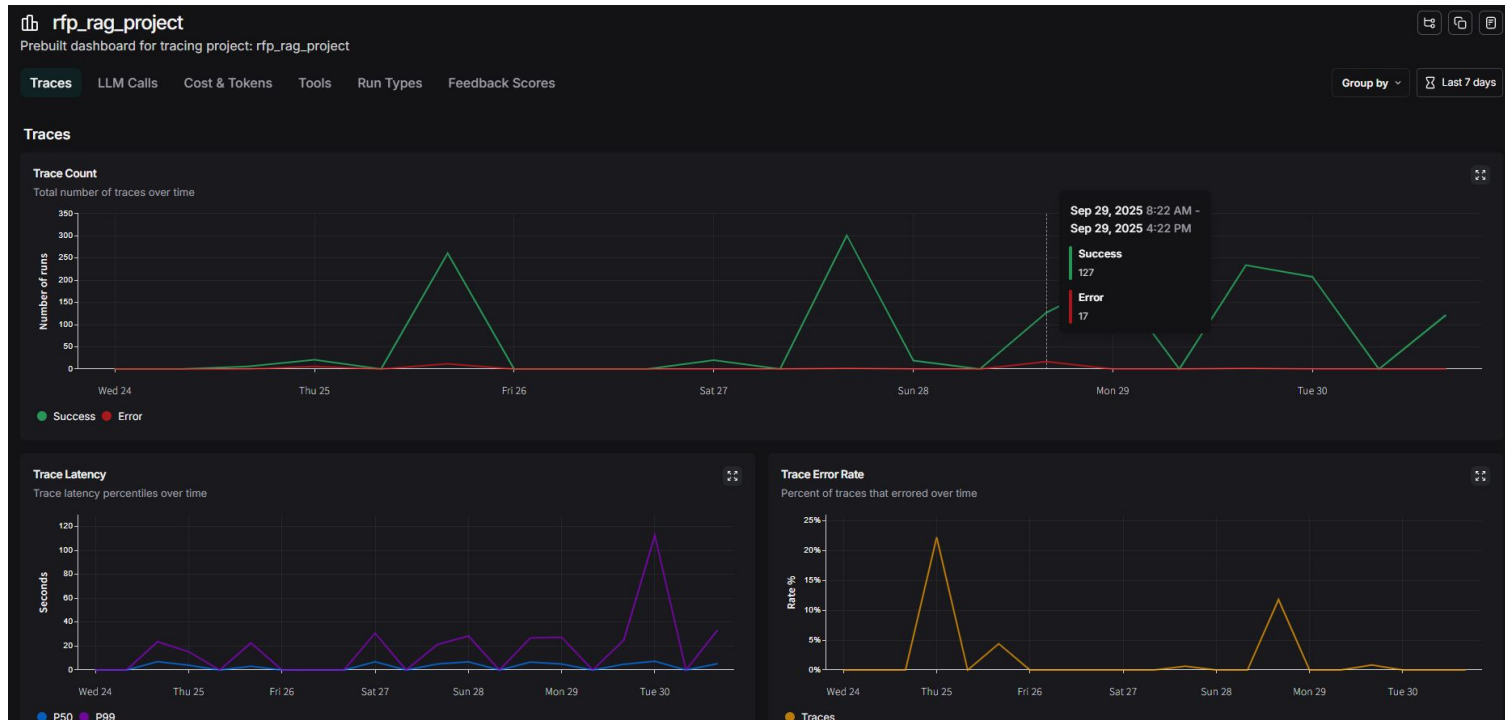 rfp_rag_project
Prebuilt dashboard for tracing project: rfp_rag_project
Traces LLM Calls Cost & Tokens Tools Run Types Feedback Scores
Group by Last 7 days
Traces
Trace Count
Total number of traces over time
Number of runs
350
300
250
200
150
100
50
0
Wed 24 Thu 25 Fri 26 Sat 27 Sun 28 Mon 29 Tue 30
Sep 29, 2025 8:22 AM -
Sep 29, 2025 4:22 PM
Success
127
Error
17
Success Error
Trace Latency
Trace latency percentiles over time
Seconds
120
100
80
60
40
20
0
Wed 24 Thu 25 Fri 26 Sat 27 Sun 28 Mon 29 Tue 30
P50 P99
Trace Error Rate
Percent of traces that errored over time
Rate %
25%
20%
15%
10%
5%
0%
Wed 24 Thu 25 Fri 26 Sat 27 Sun 28 Mon 29 Tue 30
Traces